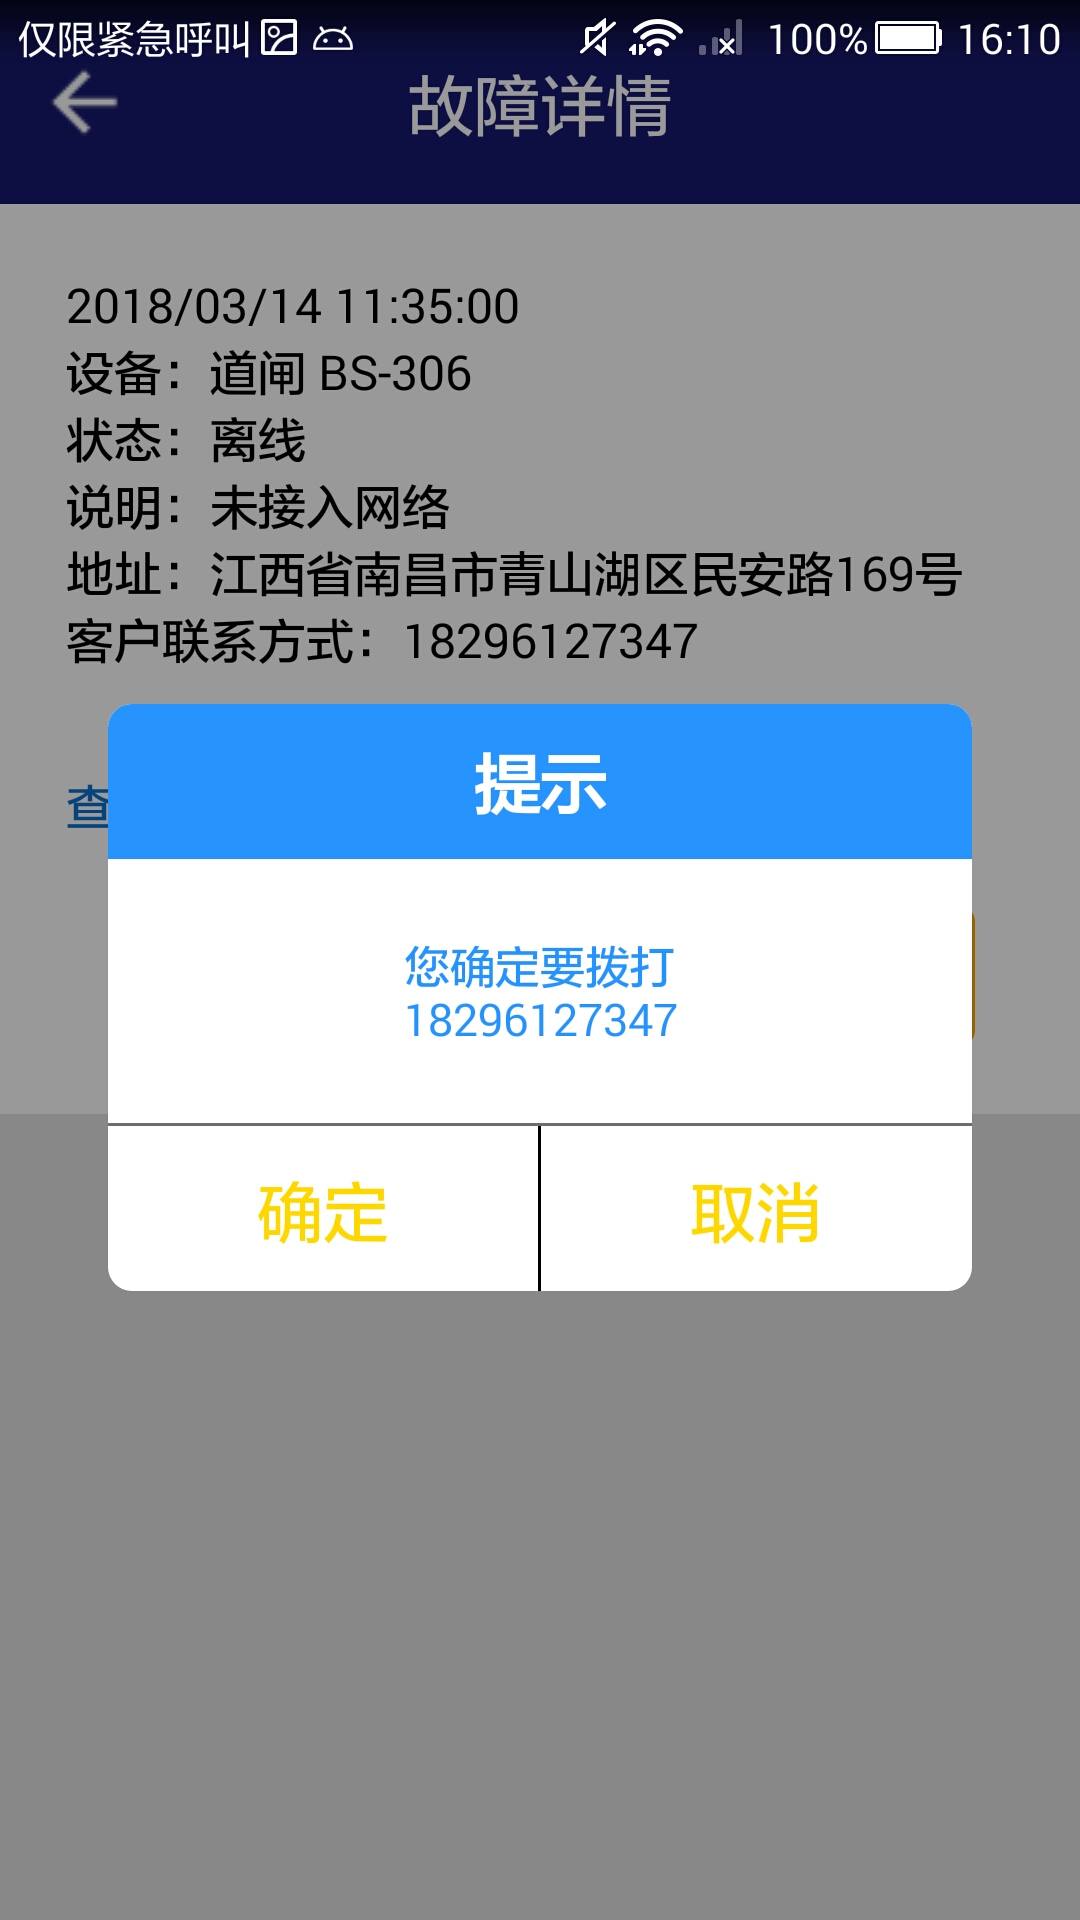 仅限紧急呼叫 100% 16:10
故障详情
2018/03/14 11:35:00
设备：道闸 BS-306
状态：离线
说明：未接入网络
地址：江西省南昌市青山湖区民安路169号
客户联系方式：18296127347
查
提示
您确定要拨打
18296127347
确定 取消